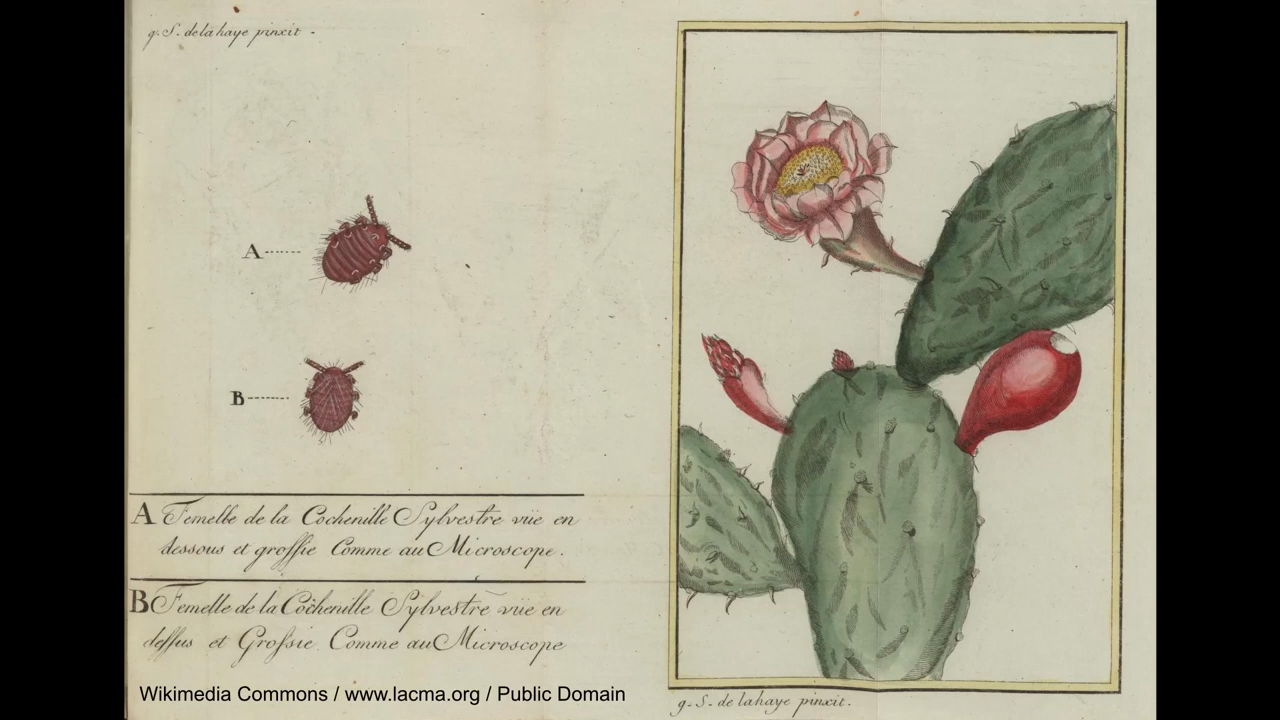 g. S. de la haye pinxit -
A
B
A Femelle de la Cochenille Sylvestre vüe en
dessous et grossie Comme au Microscope.
B Femelle de la Cochenille Sylvestre vüe en
dessus et Grossie Comme au Microscope
g. S. de lahaye pinxit.
Wikimedia Commons / www.lacma.org / Public Domain